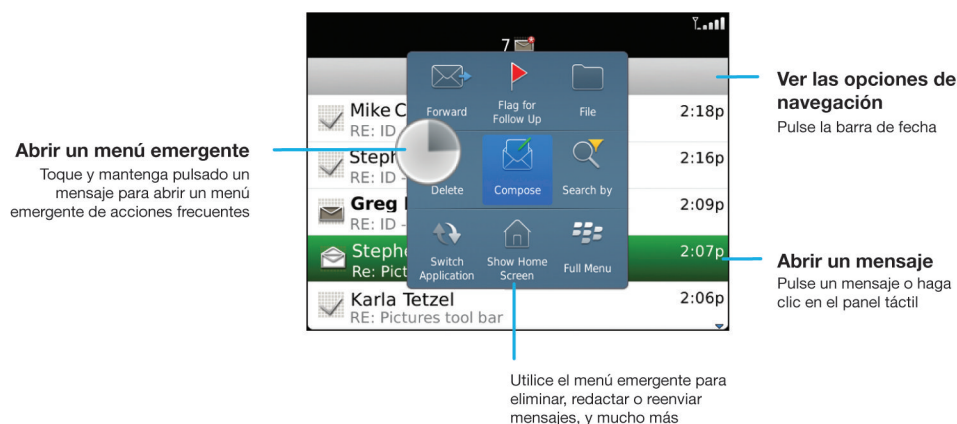 7
Forward
Flag for
Follow Up
File
Delete
Compose
Search by
Switch
Application
Show Home
Screen
Full Menu
Mike C
2:18p
RE: ID
Steph
2:16p
RE: ID -
Greg
2:09p
RE: ID -
Stephe
2:07p
Re: Pict
Karla Tetzel
2:06p
RE: Pictures tool bar
Abrir un menú emergente
Toque y mantenga pulsado un
mensaje para abrir un menú
emergente de acciones frecuentes
Ver las opciones de
navegación
Pulse la barra de fecha
Abrir un mensaje
Pulse un mensaje o haga
clic en el panel táctil
Utilice el menú emergente para
eliminar, redactar o reenviar
mensajes, y mucho más